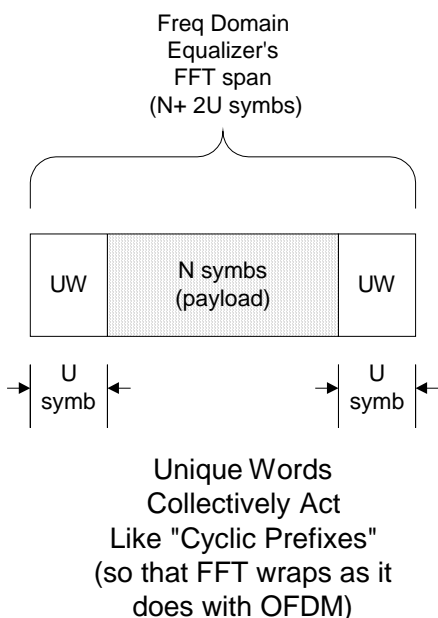 Freq Domain
Equalizer's
FFT span
(N+ 2U symbs)
UW
N symbs
(payload)
UW
U
symb
U
symb
Unique Words
Collectively Act
Like "Cyclic Prefixes"
(so that FFT wraps as it
does with OFDM)